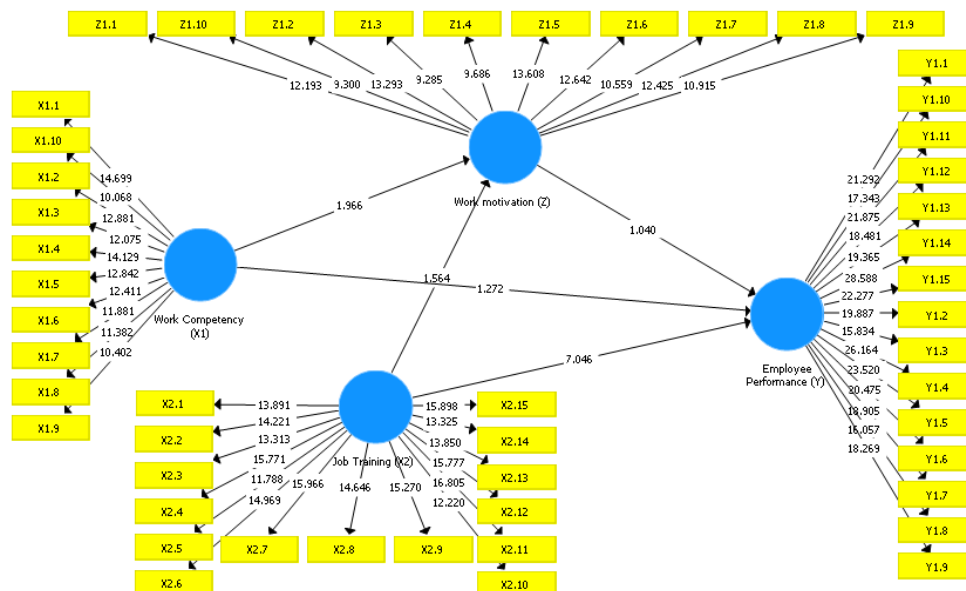 Z1.1 Z1.10 Z1.2 Z1.3 Z1.4 Z1.5 Z1.6 Z1.7 Z1.8 Z1.9
12.193 9.300 13.293 9.285 9.686 13.608 12.642 10.559 12.425 10.915
Work motivation (Z)
X1.1
X1.10
X1.2
X1.3
X1.4
X1.5
X1.6
X1.7
X1.8
X1.9
14.699
10.068
12.881
12.075
14.129
12.842
12.411
11.881
11.382
10.402
Work Competency
(X1)
1.966
1.564
1.272
1.040
7.046
Y1.1
Y1.10
Y1.11
Y1.12
Y1.13
Y1.14
Y1.15
Y1.2
Y1.3
Y1.4
Y1.5
Y1.6
Y1.7
Y1.8
Y1.9
21.292
17.343
21.875
18.481
19.365
28.588
22.277
19.887
15.834
26.164
23.520
20.475
18.905
16.057
18.269
Employee
Performance (Y)
X2.1
X2.2
X2.3
X2.4
X2.5
X2.6
13.891
14.221
13.313
15.771
11.788
14.969
Job Training (X2)
15.966 14.646 15.270
X2.7 X2.8 X2.9
15.898
13.325
13.850
15.777
16.805
12.220
X2.15
X2.14
X2.13
X2.12
X2.11
X2.10